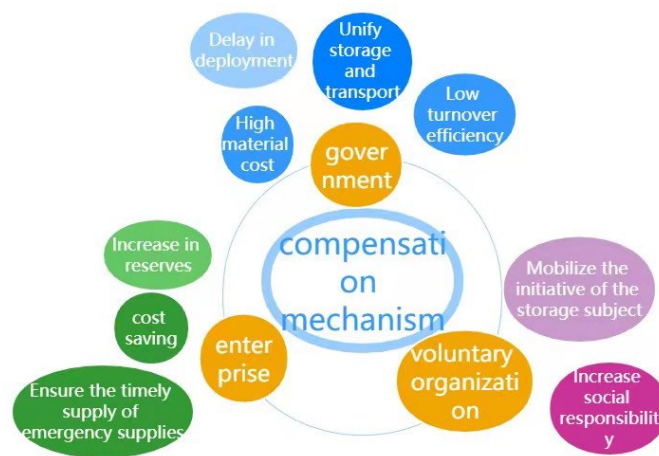 Delay in
deployment
Unify
storage
and
transport
Low
turnover
efficiency
High
material
cost
gover
nment
Increase in
reserves
cost
saving
Ensure the timely
supply of
emergency supplies
enter
prise
compensati
on
mechanism
voluntary
organizati
on
Mobilize the
initiative of the
storage subject
Increase
social
responsibilit
y